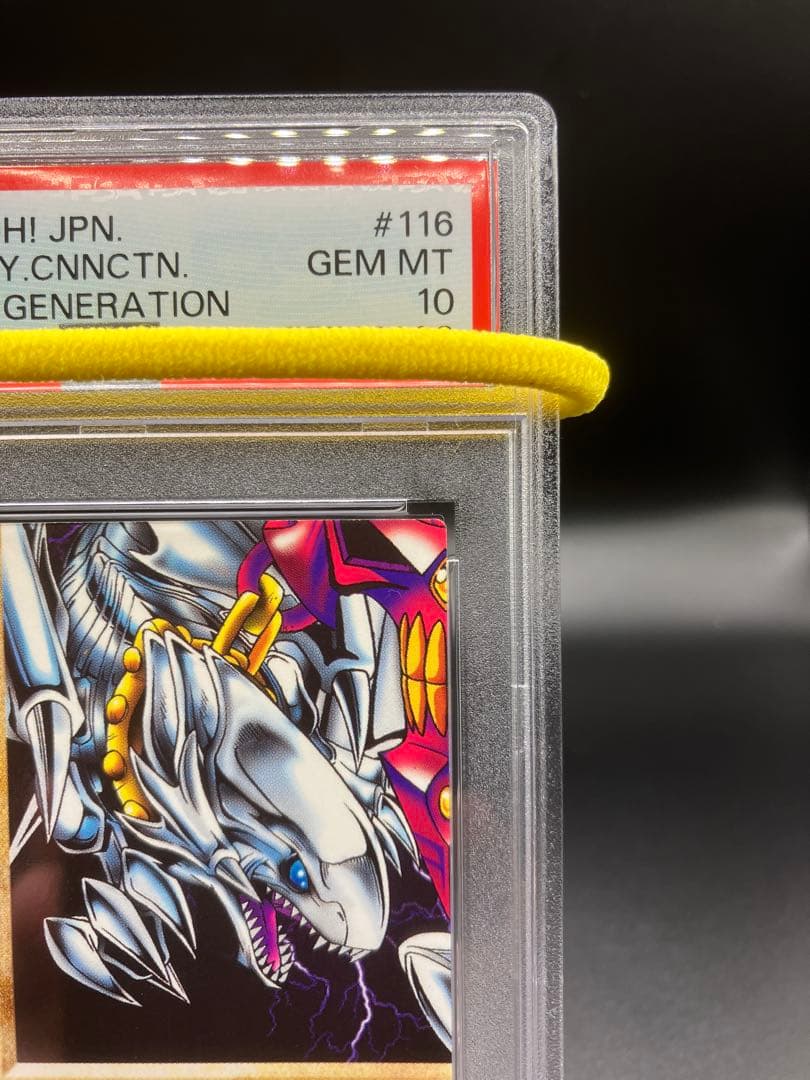 H! JPN. #116
Y.CNNCTN. GEM MT
GENERATION 10